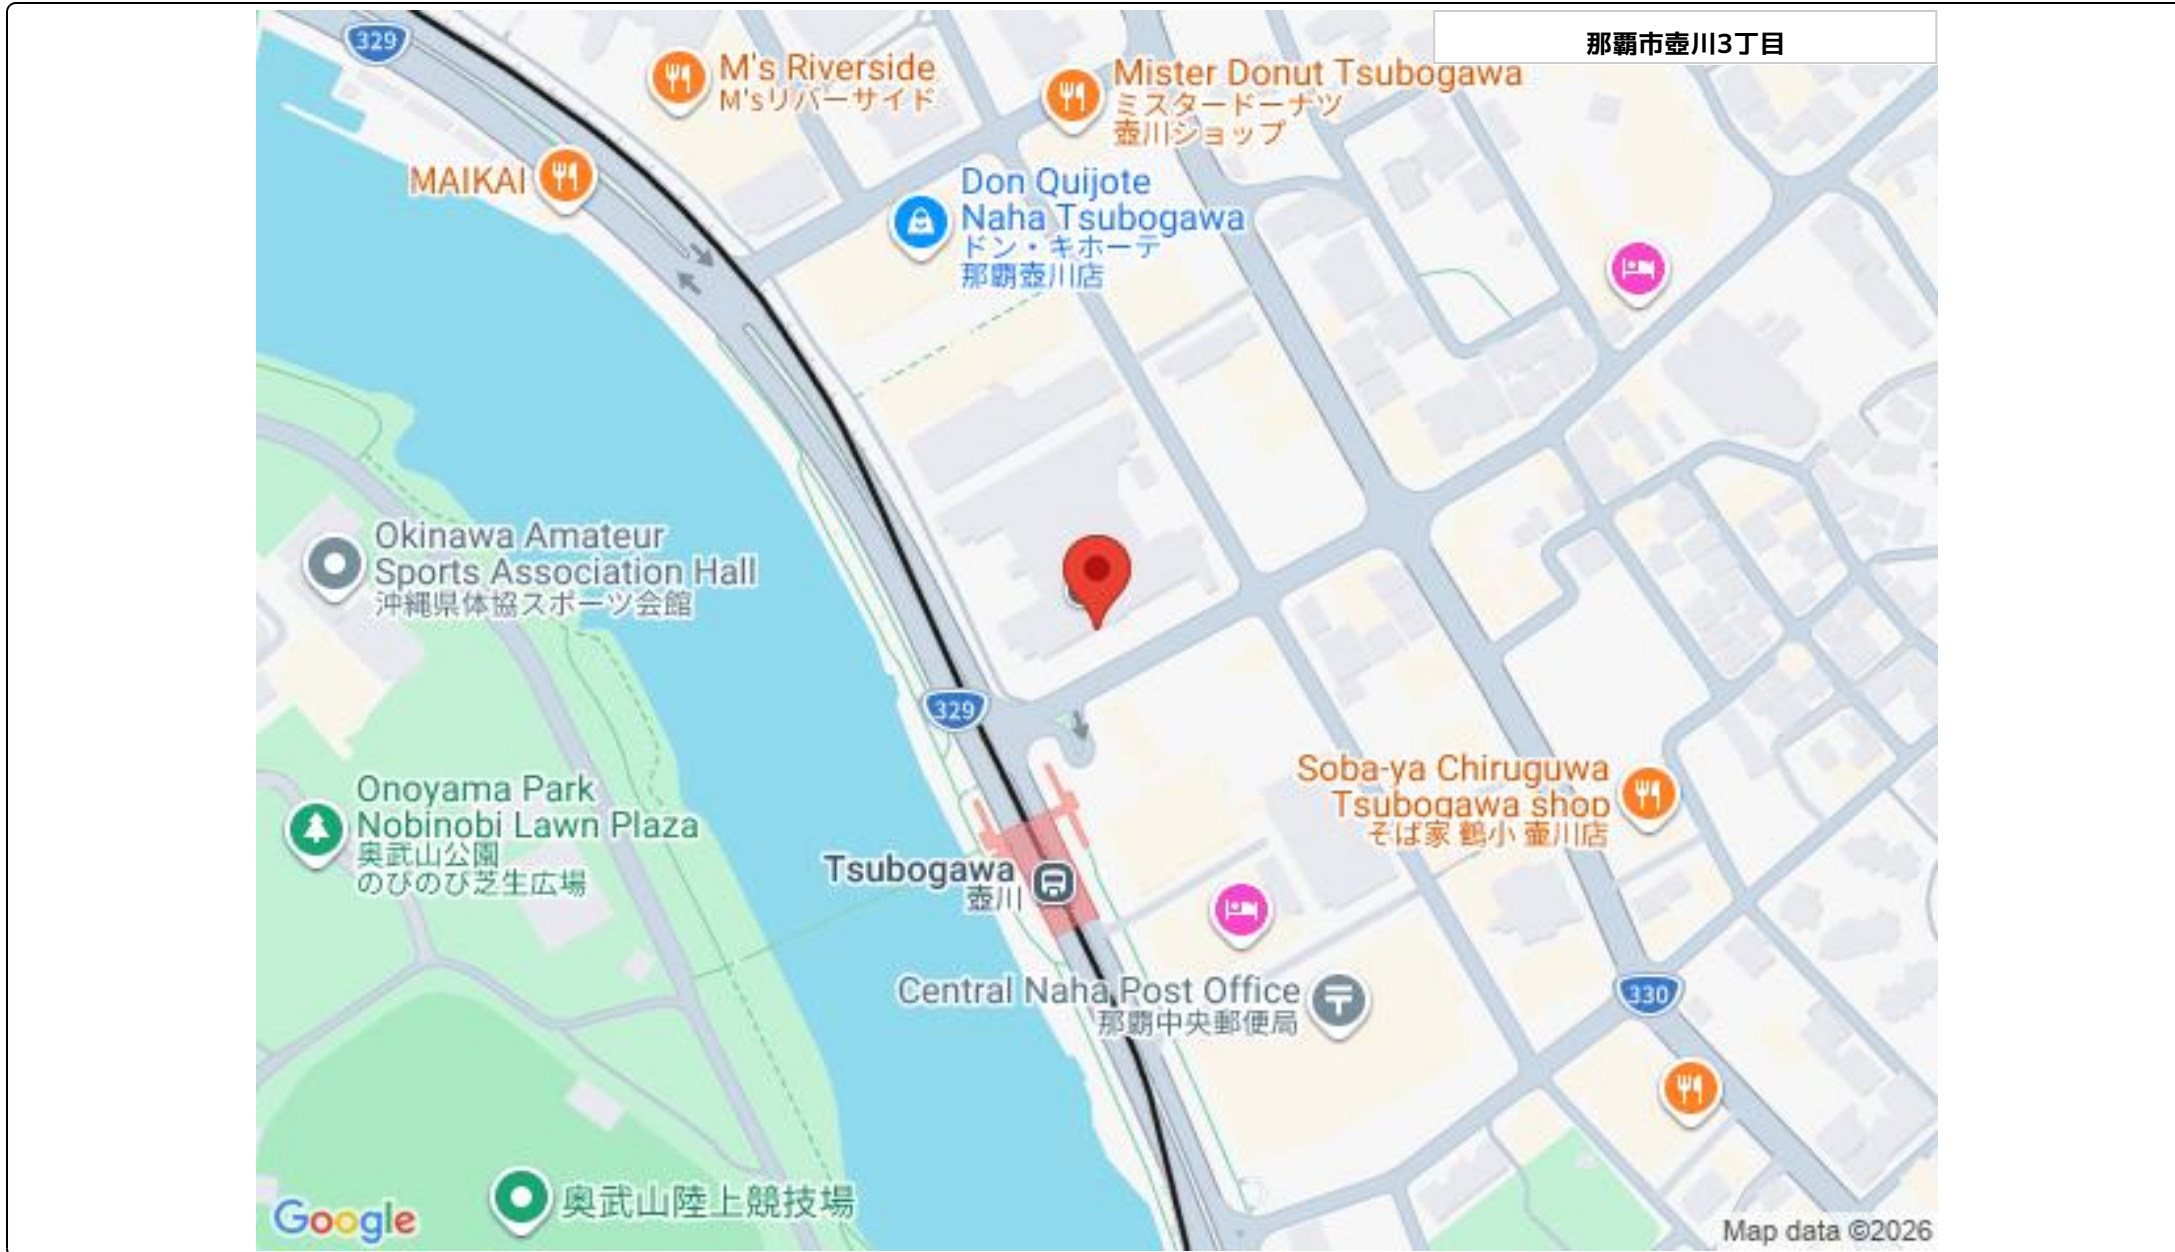 329
M's Riverside
M'sリバーサイド
Mister Donut Tsubogawa
ミスタードーナツ
壺川ショップ
那覇市壺川3丁目
MAIKAI
Don Quijote
Naha Tsubogawa
ドン・キホーテ
那覇壺川店
Okinawa Amateur
Sports Association Hall
沖縄県体協スポーツ会館
329
Onoyama Park
Nobinobi Lawn Plaza
奥武山公園
のびのび芝生広場
Soba-ya Chiruguwa
Tsubogawa shop
そば家 鶴小 壷川店
Tsubogawa
壺川
Central Naha Post Office
那覇中央郵便局
330
奥武山陸上競技場
Google
Map data ©2026